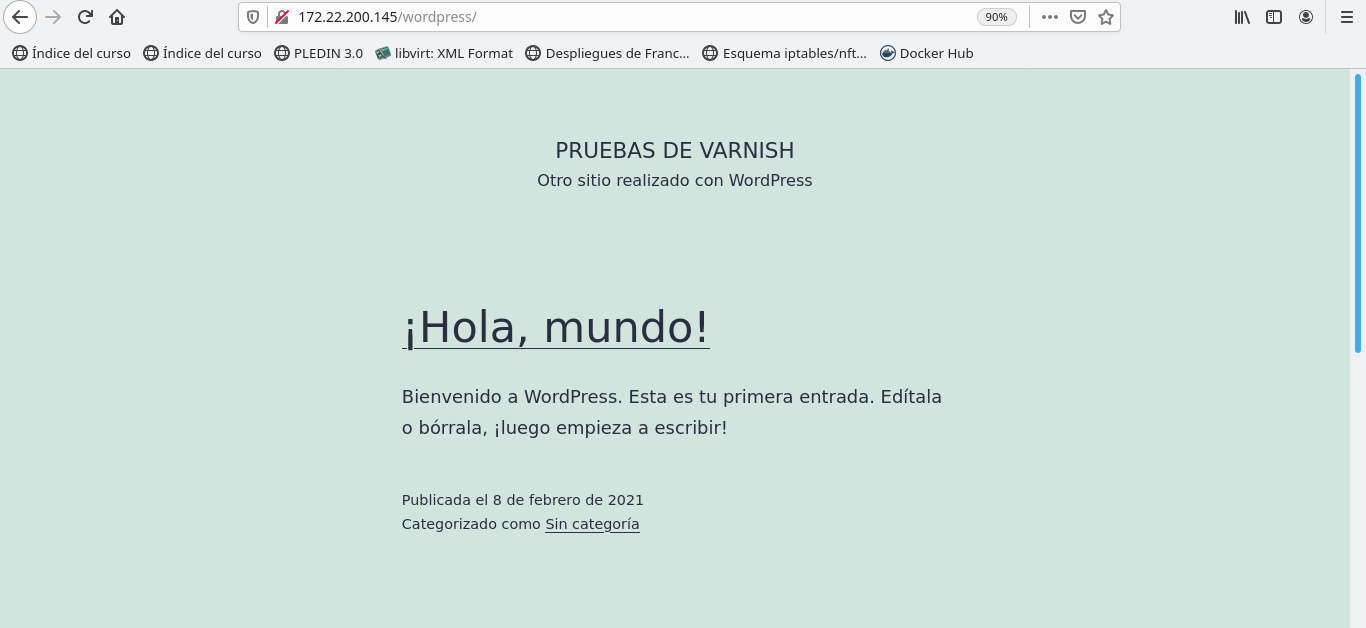 172.22.200.145/wordpress/
90%
Índice del curso
Índice del curso
PLEDIN 3.0
libvirt: XML Format
Despliegues de Franc...
Esquema iptables/nft...
Docker Hub
PRUEBAS DE VARNISH
Otro sitio realizado con WordPress
¡Hola, mundo!
Bienvenido a WordPress. Esta es tu primera entrada. Edítala
o bórrala, ¡luego empieza a escribir!
Publicada el 8 de febrero de 2021
Categorizado como Sin categoría